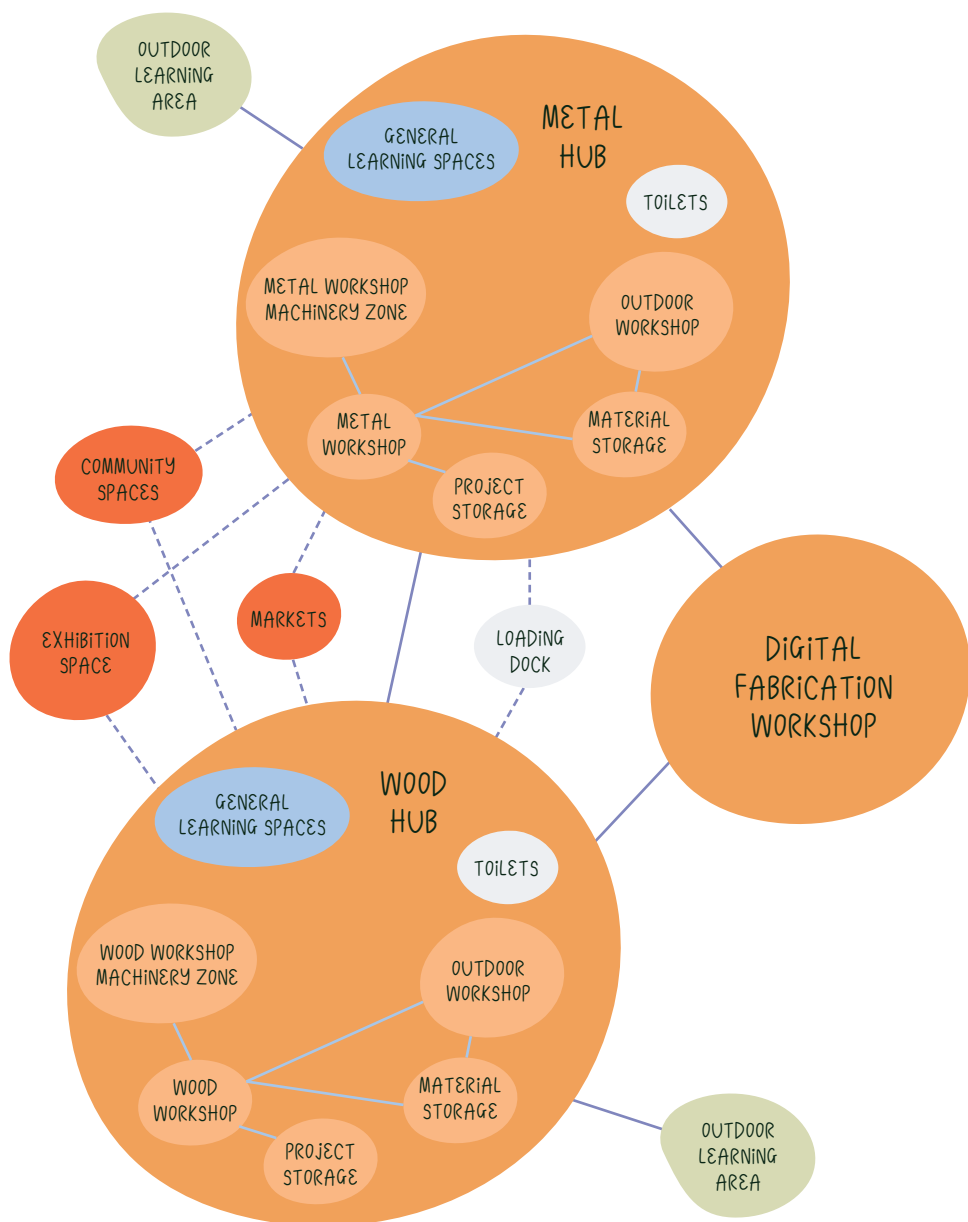 OUTDOOR
LEARNING
AREA
METAL
HUB
GENERAL
LEARNING SPACES
TOILETS
METAL WORKSHOP
MACHINERY ZONE
OUTDOOR
WORKSHOP
METAL
WORKSHOP
MATERIAL
STORAGE
PROJECT
STORAGE
COMMUNITY
SPACES
EXHIBITION
SPACE
MARKETS
LOADING
DOCK
DIGITAL
FABRICATION
WORKSHOP
WOOD
HUB
GENERAL
LEARNING SPACES
TOILETS
WOOD WORKSHOP
MACHINERY ZONE
OUTDOOR
WORKSHOP
WOOD
WORKSHOP
MATERIAL
STORAGE
PROJECT
STORAGE
OUTDOOR
LEARNING
AREA